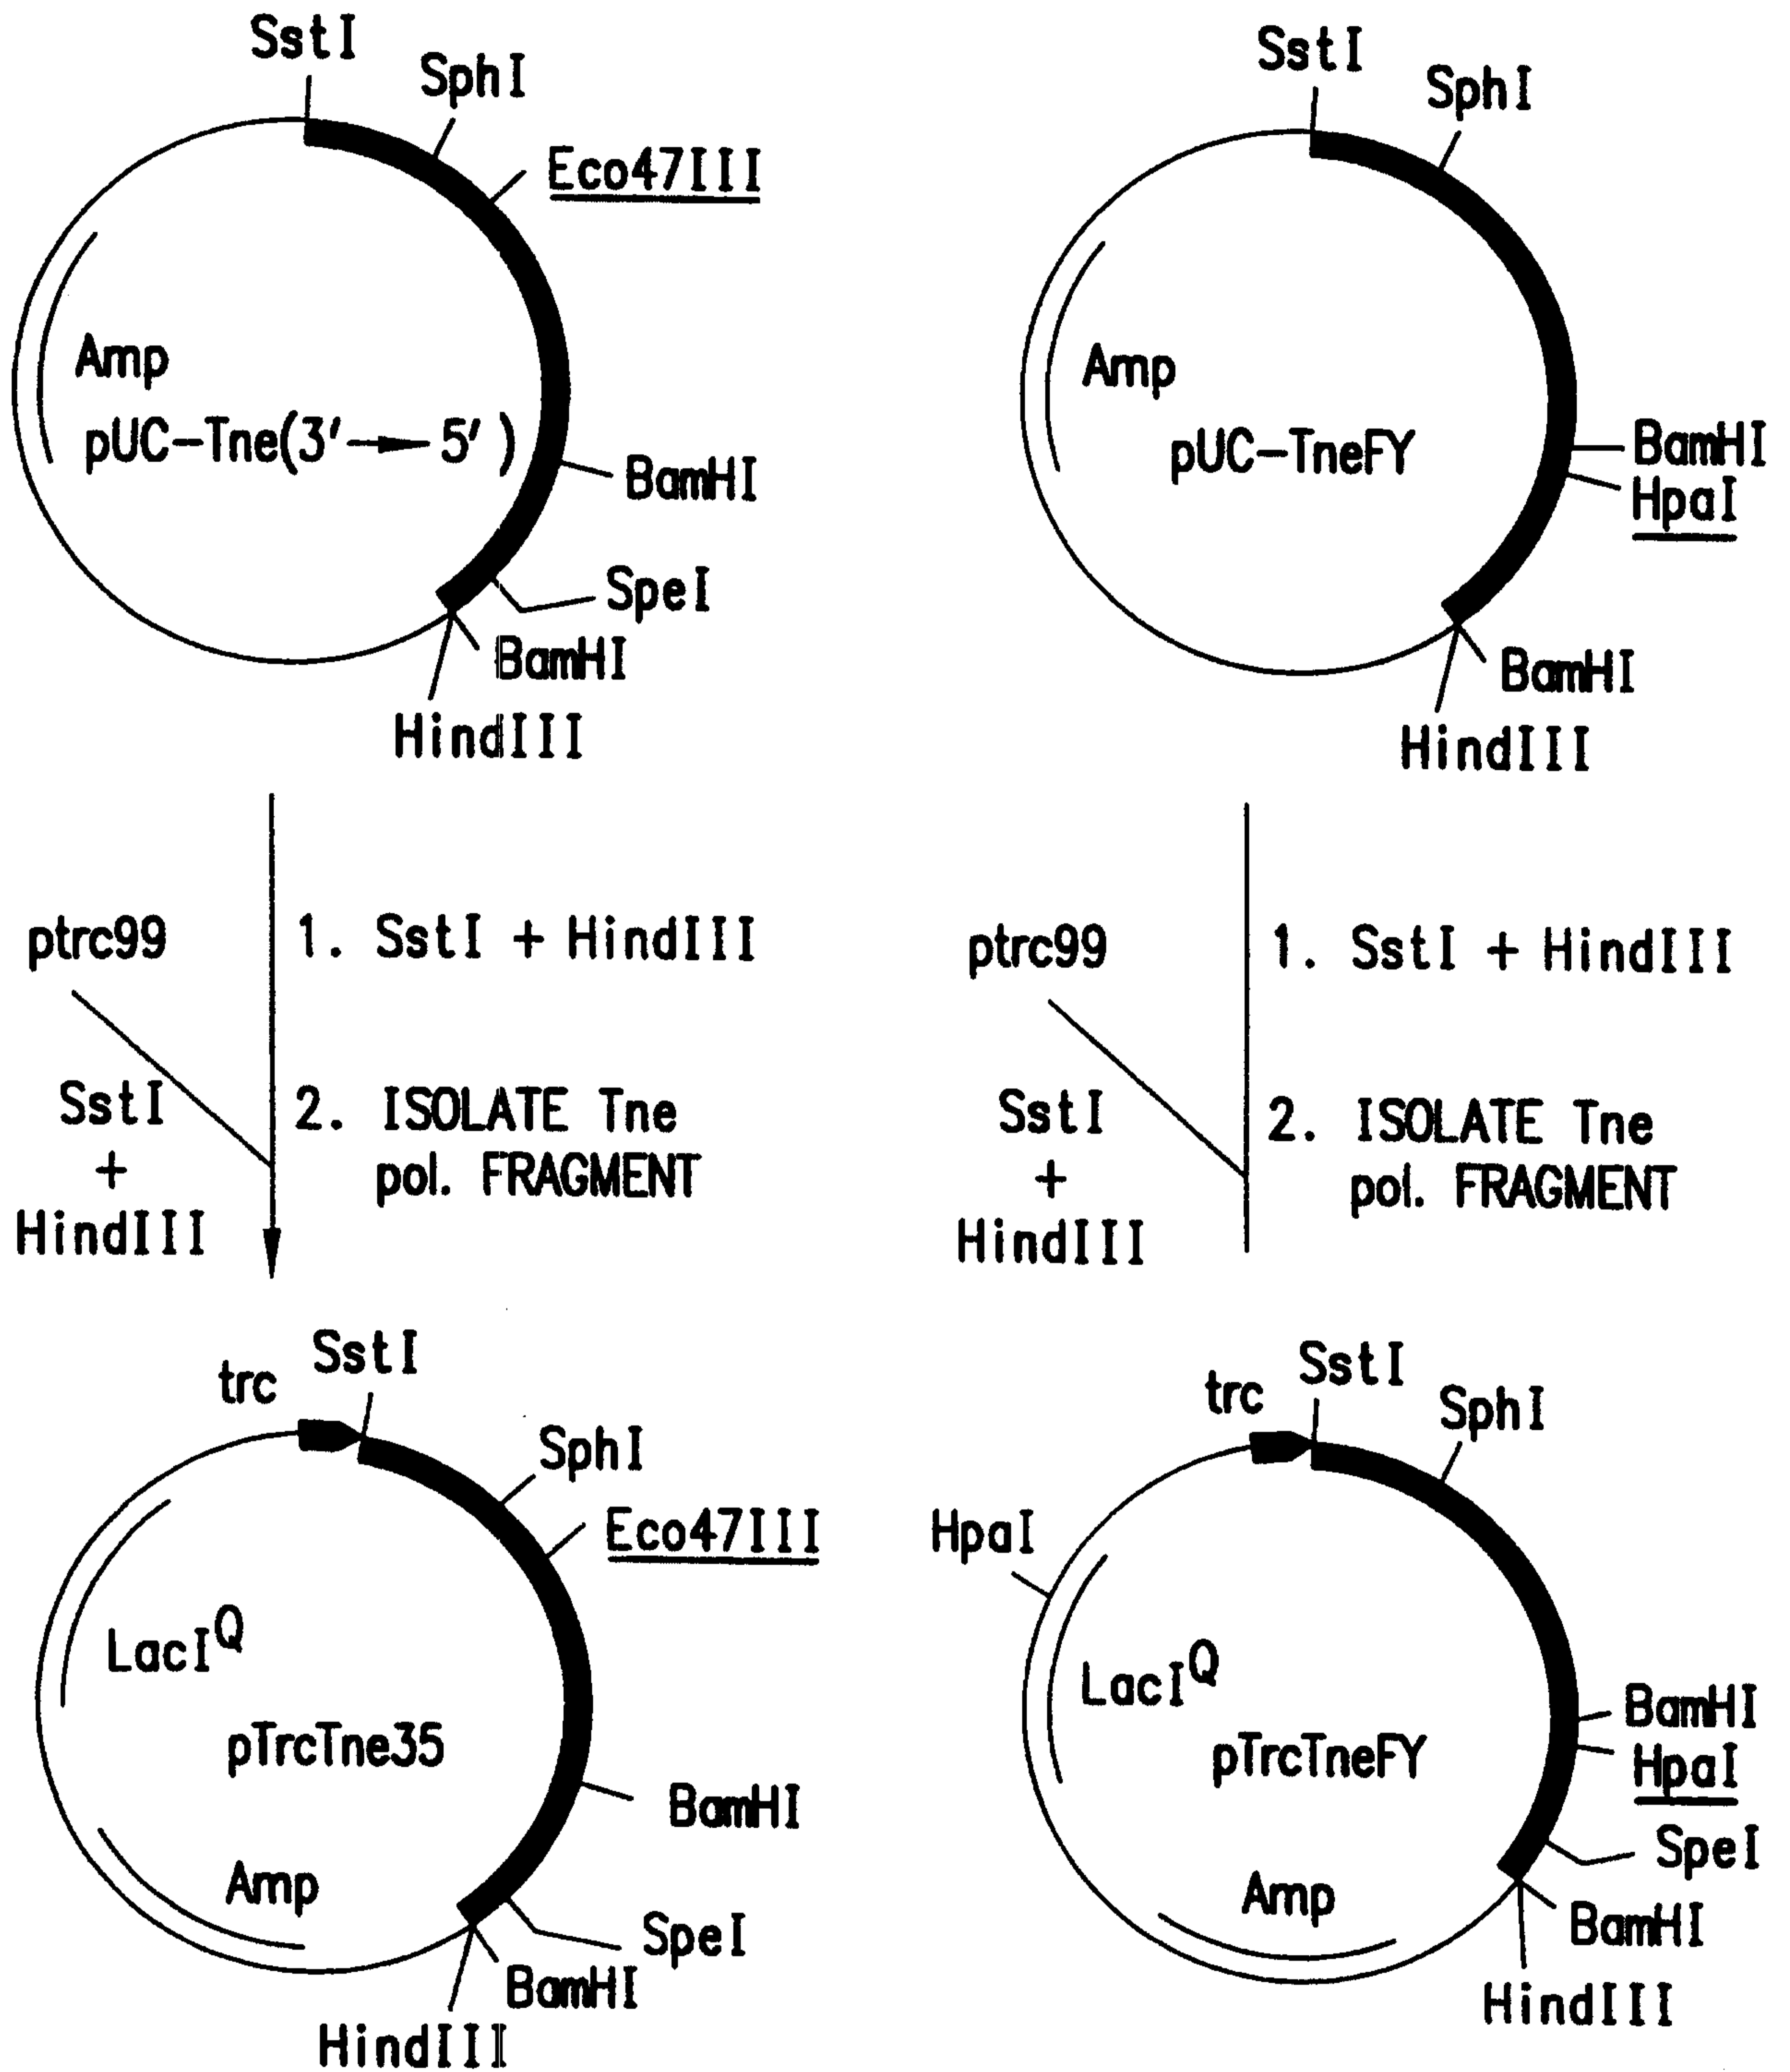 SstI
SphI
Eco47III
Amp
pUC-Tne(3'→5')
BamHI
SpeI
BamHI
HindIII
SstI
SphI
Amp
pUC-TneFY
BamHI
HpaI
BamHI
HindIII
ptrc99
1. SstI + HindIII
SstI
+
HindIII
2. ISOLATE Tne
pol. FRAGMENT
ptrc99
1. SstI + HindIII
SstI
+
HindIII
2. ISOLATE Tne
pol. FRAGMENT
trc
SstI
SphI
Eco47III
LacI^Q
pTrcTne35
BamHI
Amp
SpeI
BamHI
HindIII
trc
SstI
SphI
HpaI
LacI^Q
pTrcTneFY
BamHI
HpaI
SpeI
Amp
BamHI
HindIII